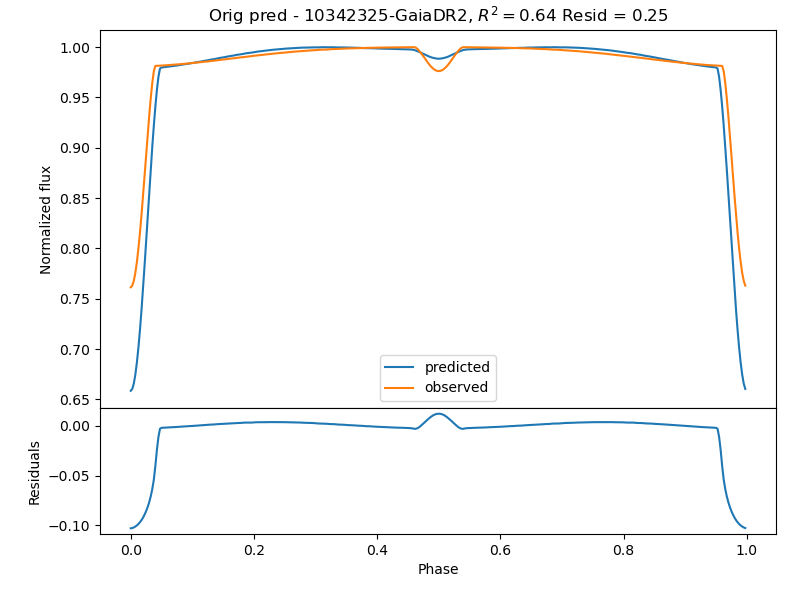 Orig pred - 10342325-GaiaDR2, R² = 0.64 Resid = 0.25
1.00
0.95
0.90
0.85
0.80
0.75
0.70
0.65
Normalized flux
predicted
observed
0.00
−0.05
−0.10
Residuals
0.0 0.2 0.4 0.6 0.8 1.0
Phase